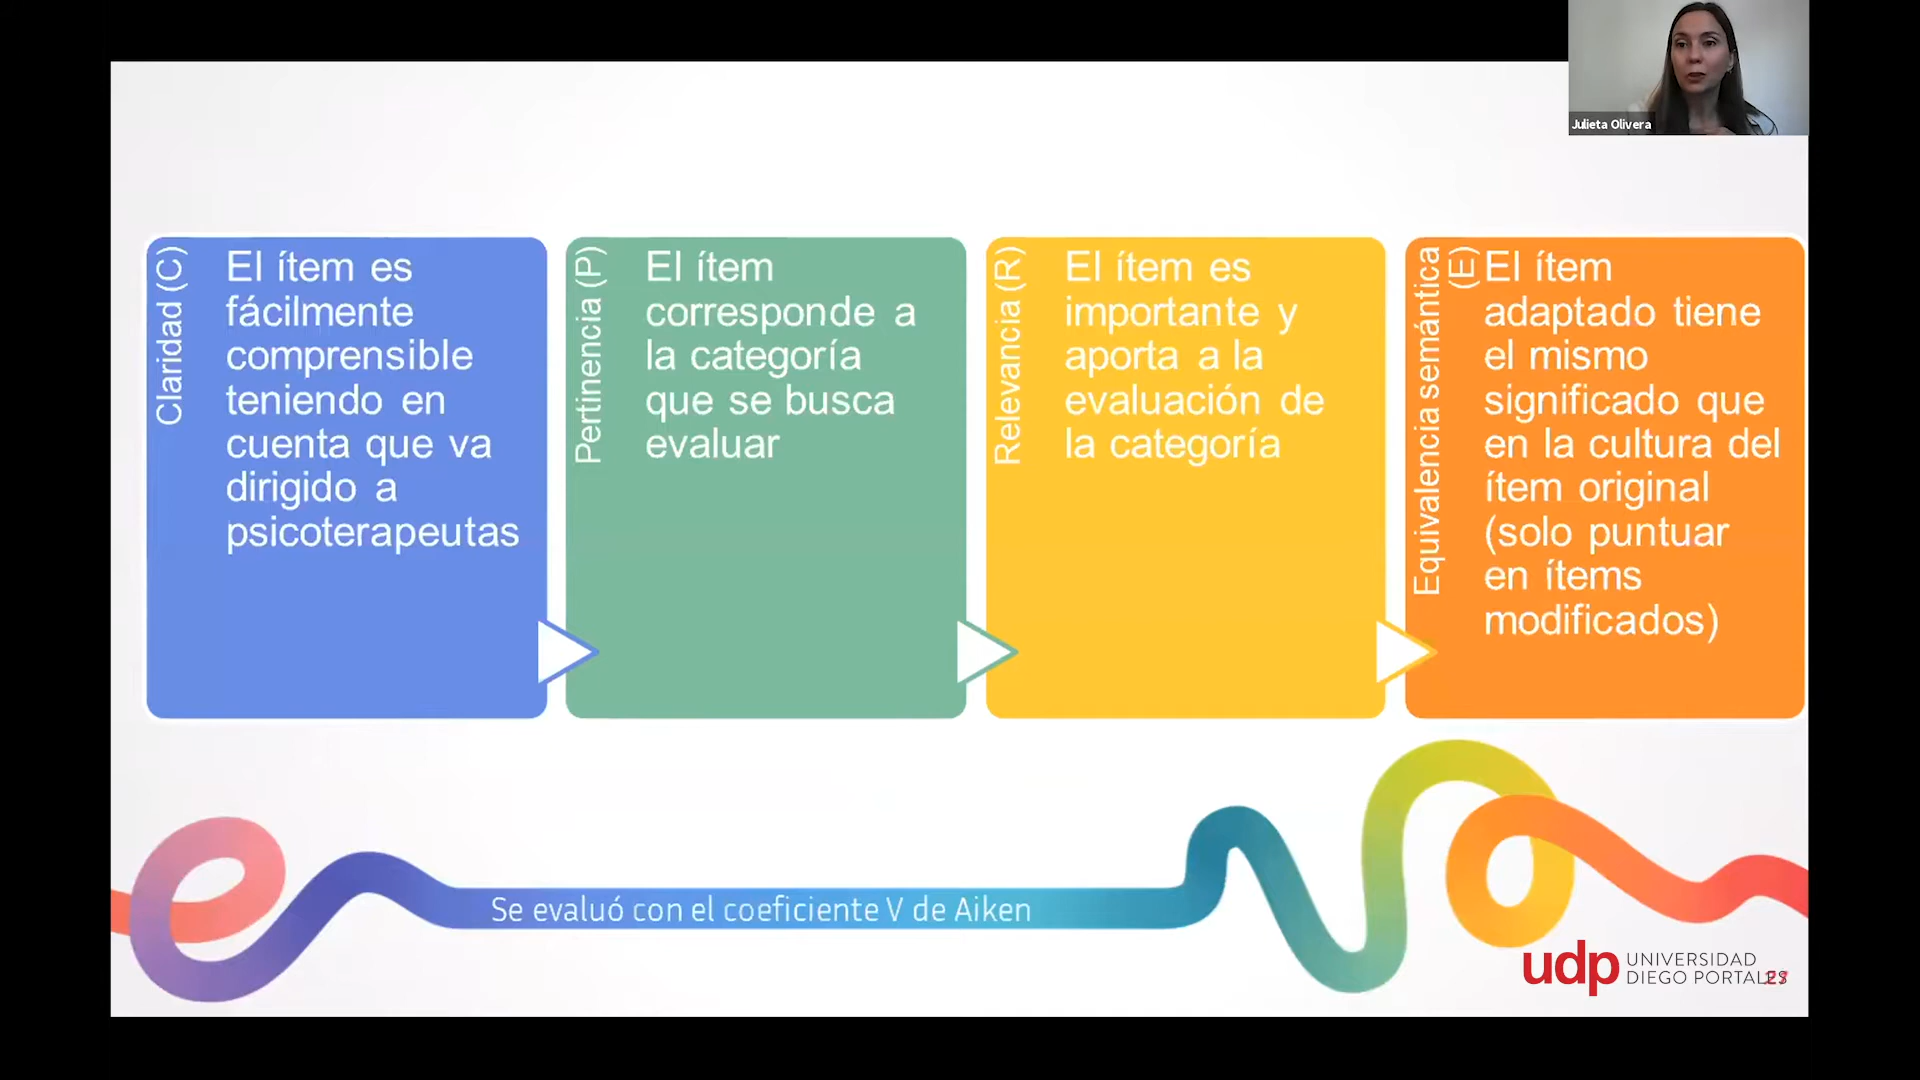 Julieta Olivera
Claridad (C)
El ítem es
fácilmente
comprensible
teniendo en
cuenta que va
dirigido a
psicoterapeutas
Pertinencia (P)
El ítem
corresponde a
la categoría
que se busca
evaluar
Relevancia (R)
El ítem es
importante y
aporta a la
evaluación de
la categoría
Equivalencia semántica
(E)
El ítem
adaptado tiene
el mismo
significado que
en la cultura del
ítem original
(solo puntuar
en ítems
modificados)
Se evaluó con el coeficiente V de Aiken
udp
UNIVERSIDAD
DIEGO PORTALES